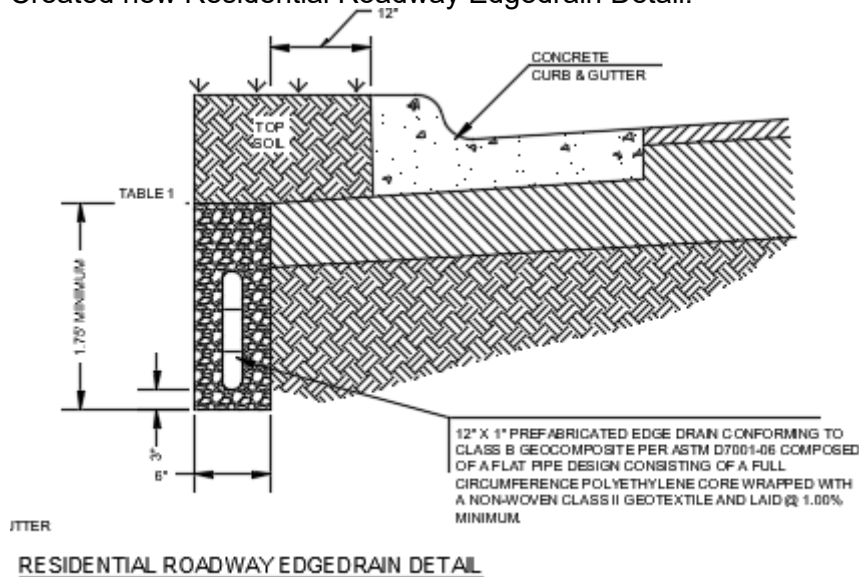 Created new Residential Roadway Edgedrain Detail.
12"
CONCRETE
CURB & GUTTER
TOP
SOIL
TABLE 1
1.75' MINIMUM
3"
6"
12" X 1" PREFABRICATED EDGE DRAIN CONFORMING TO
CLASS B GEOCOMPOSITE PER ASTM D7001-06 COMPOSED
OF A FLAT PIPE DESIGN CONSISTING OF A FULL
CIRCUMFERENCE POLYETHYLENE CORE WRAPPED WITH
A NON-WOVEN CLASS II GEOTEXTILE AND LAID @ 1.00%
MINIMUM.
JTTER
RESIDENTIAL ROADWAY EDGEDRAIN DETAIL